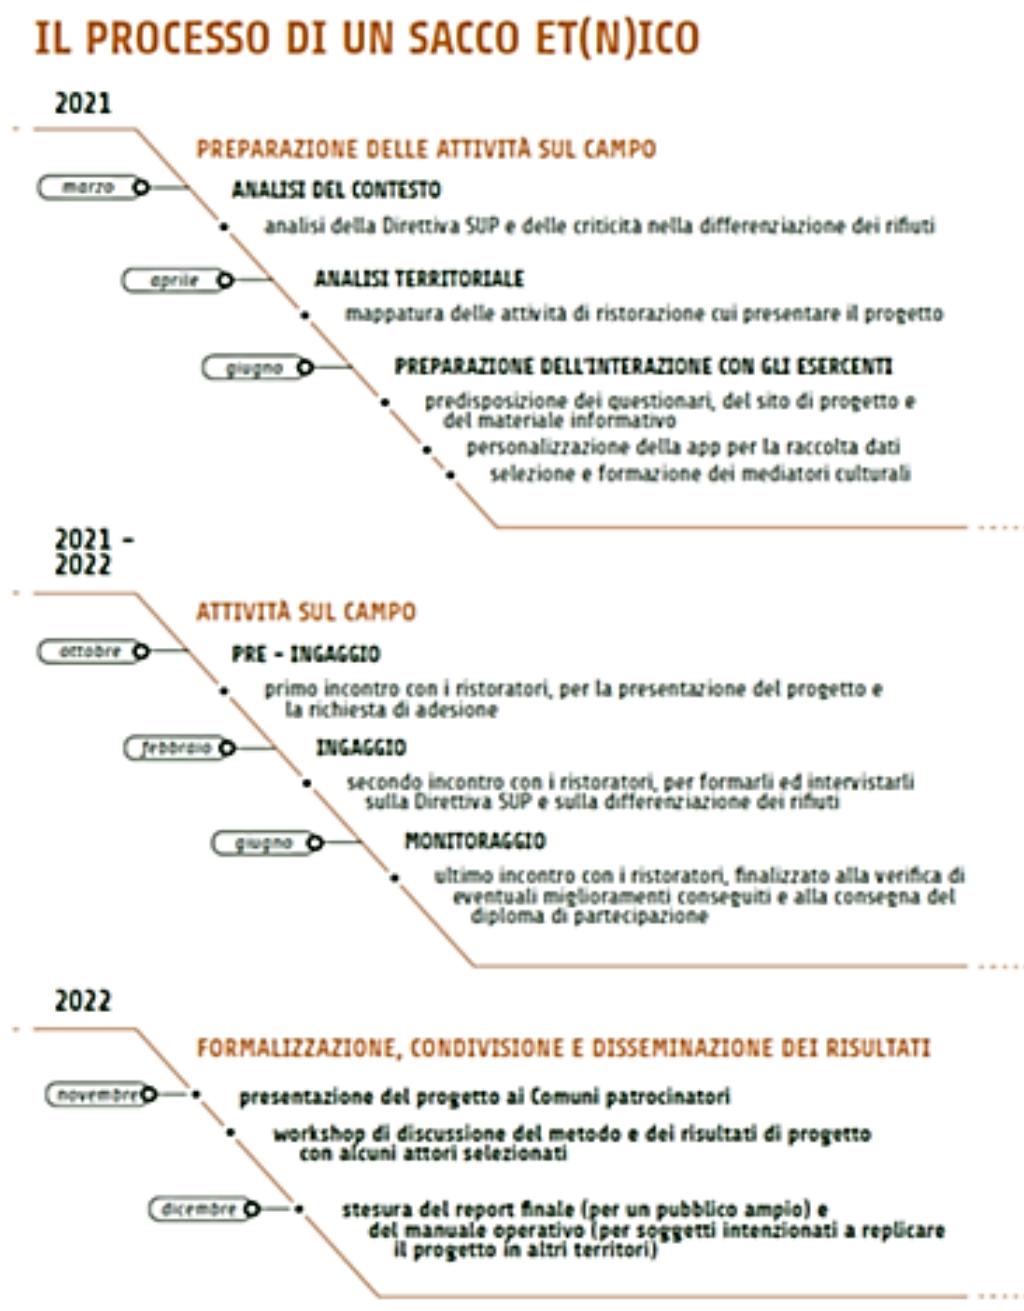 IL PROCESSO DI UN SACCO ET(N)ICO
2021
PREPARAZIONE DELLE ATTIVITÀ SUL CAMPO
marzo
ANALISI DEL CONTESTO
analisi della Direttiva SUP e delle criticità nella differenziazione dei rifiuti
aprile
ANALISI TERRITORIALE
mappatura delle attività di ristorazione cui presentare il progetto
giugno
PREPARAZIONE DELL'INTERAZIONE CON GLI ESERCENTI
predisposizione dei questionari, del sito di progetto e
del materiale informativo
personalizzazione della app per la raccolta dati
selezione e formazione dei mediatori culturali
2021 -
2022
ATTIVITÀ SUL CAMPO
ottobre
PRE - INGAGGIO
primo incontro con i ristoratori, per la presentazione del progetto e
la richiesta di adesione
febbraio
INGAGGIO
secondo incontro con i ristoratori, per formarli ed intervistarli
sulla Direttiva SUP e sulla differenziazione dei rifiuti
giugno
MONITORAGGIO
ultimo incontro con i ristoratori, finalizzato alla verifica di
eventuali miglioramenti conseguiti e alla consegna del
diploma di partecipazione
2022
FORMALIZZAZIONE, CONDIVISIONE E DISSEMINAZIONE DEI RISULTATI
novembre
presentazione del progetto ai Comuni patrocinatori
workshop di discussione del metodo e dei risultati di progetto
con alcuni attori selezionati
dicembre
stesura del report finale (per un pubblico ampio) e
del manuale operativo (per soggetti intenzionati a replicare
il progetto in altri territori)